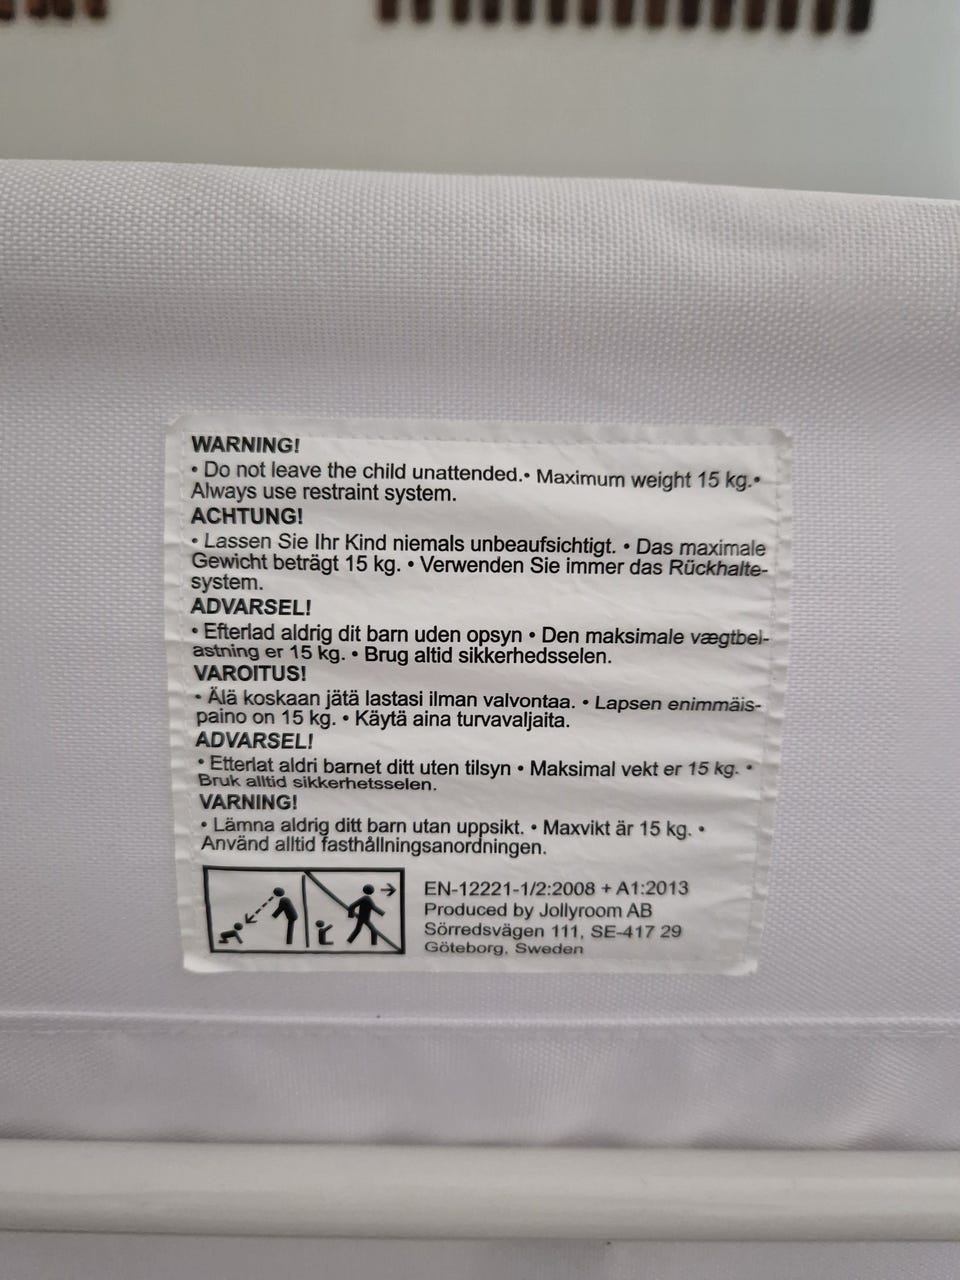 WARNING!
• Do not leave the child unattended.• Maximum weight 15 kg.•
Always use restraint system.
ACHTUNG!
• Lassen Sie Ihr Kind niemals unbeaufsichtigt. • Das maximale
Gewicht beträgt 15 kg. • Verwenden Sie immer das Rückhalte-
system.
ADVARSEL!
• Efterlad aldrig dit barn uden opsyn • Den maksimale vægtbel-
astning er 15 kg. • Brug altid sikkerhedsselen.
VAROITUS!
• Älä koskaan jätä lastasi ilman valvontaa. • Lapsen enimmäis-
paino on 15 kg. • Käytä aina turvavaljaita.
ADVARSEL!
• Etterlat aldri barnet ditt uten tilsyn • Maksimal vekt er 15 kg. •
Bruk alltid sikkerhetsselen.
VARNING!
• Lämna aldrig ditt barn utan uppsikt. • Maxvikt är 15 kg. •
Använd alltid fasthållningsanordningen.
EN-12221-1/2:2008 + A1:2013
Produced by Jollyroom AB
Sörredsvägen 111, SE-417 29
Göteborg, Sweden